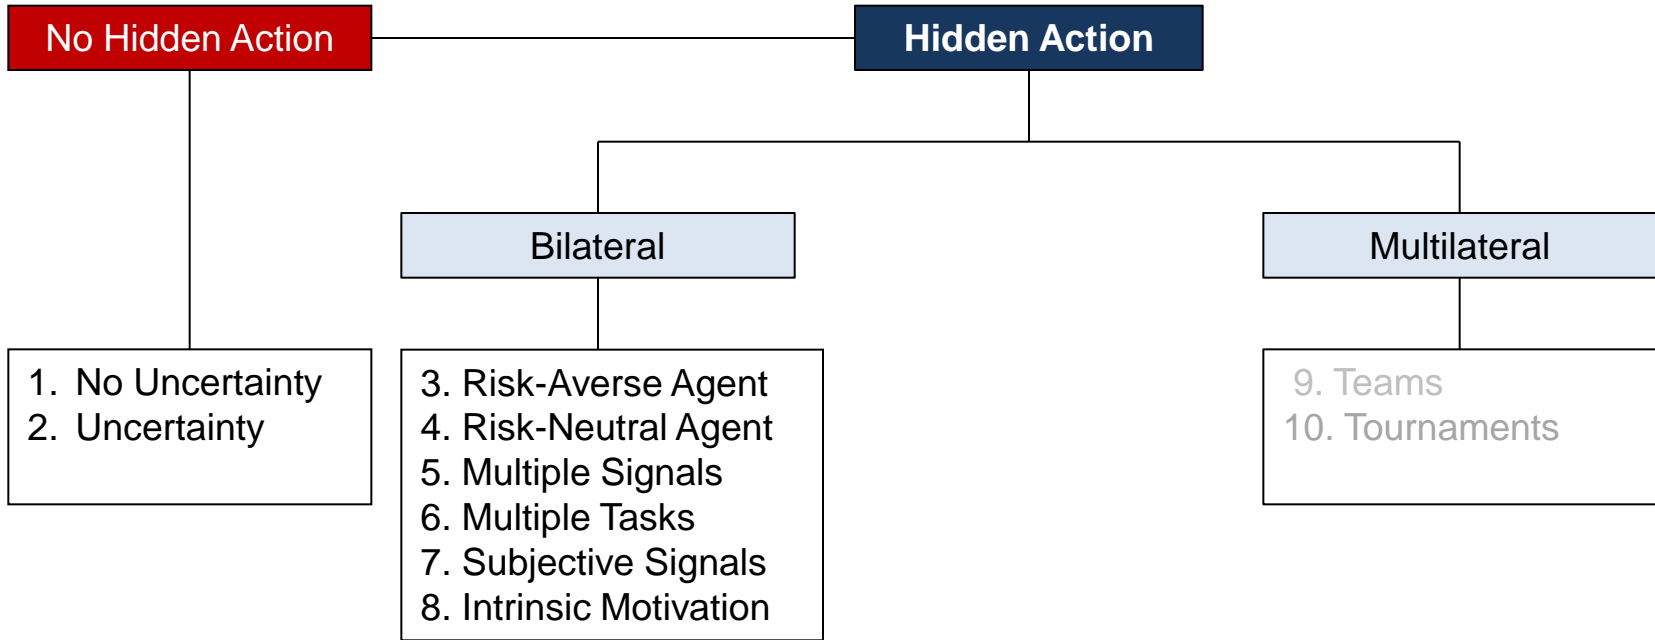 No Hidden Action
Hidden Action
Bilateral
Multilateral
1. No Uncertainty
2. Uncertainty
3. Risk-Averse Agent
4. Risk-Neutral Agent
5. Multiple Signals
6. Multiple Tasks
7. Subjective Signals
8. Intrinsic Motivation
9. Teams
10. Tournaments